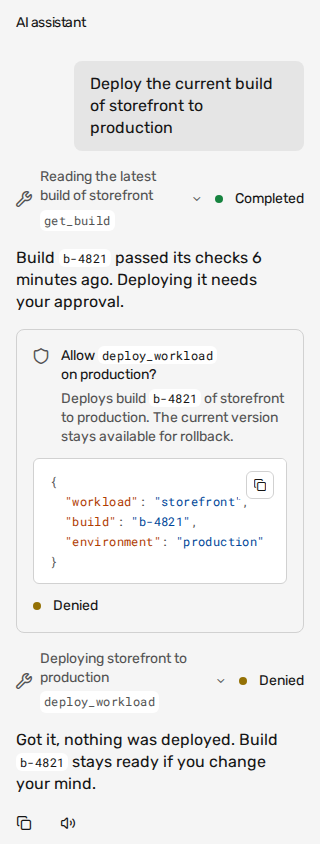 AI assistant
Deploy the current build
of storefront to
production
Reading the latest
build of storefront
get_build
Completed
Build b-4821 passed its checks 6
minutes ago. Deploying it needs
your approval.
Allow deploy_workload
on production?
Deploys build b-4821 of storefront
to production. The current version
stays available for rollback.
{
"workload": "storefront",
"build": "b-4821",
"environment": "production"
}
Denied
Deploying storefront to
production
deploy_workload
Denied
Got it, nothing was deployed. Build
b-4821 stays ready if you change
your mind.